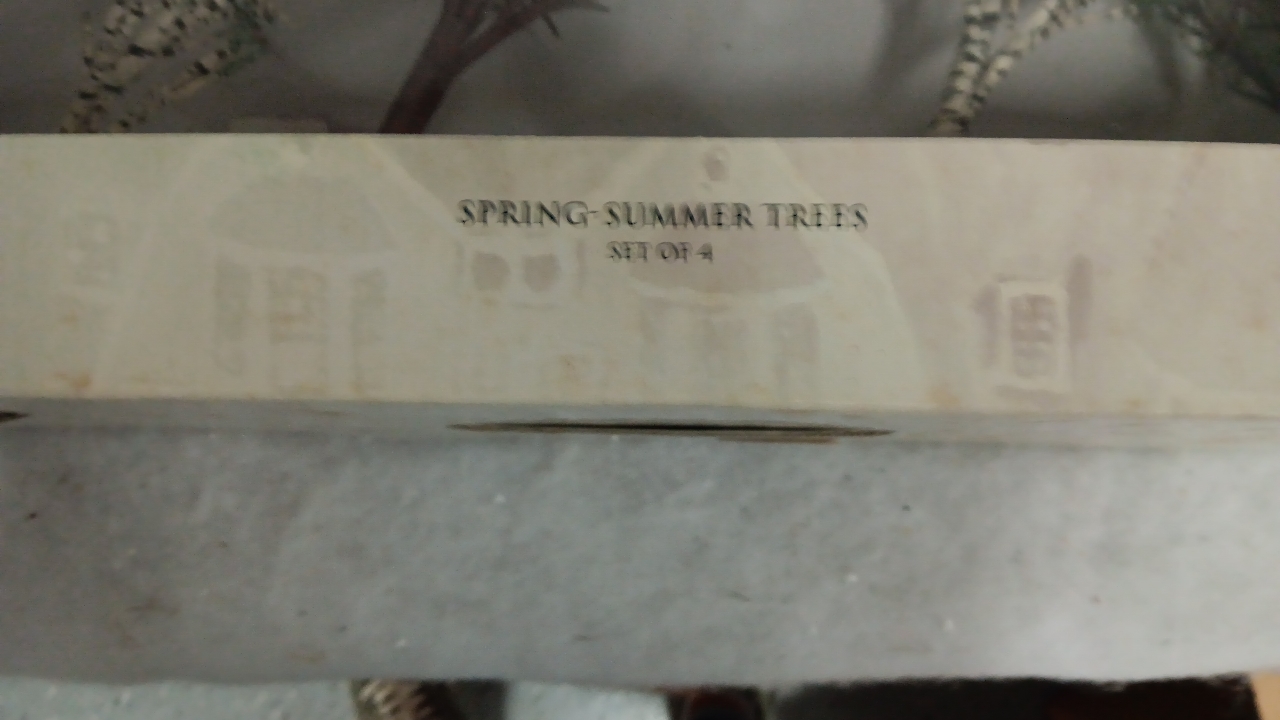 SPRING-SUMMER TREES
SET OF 4